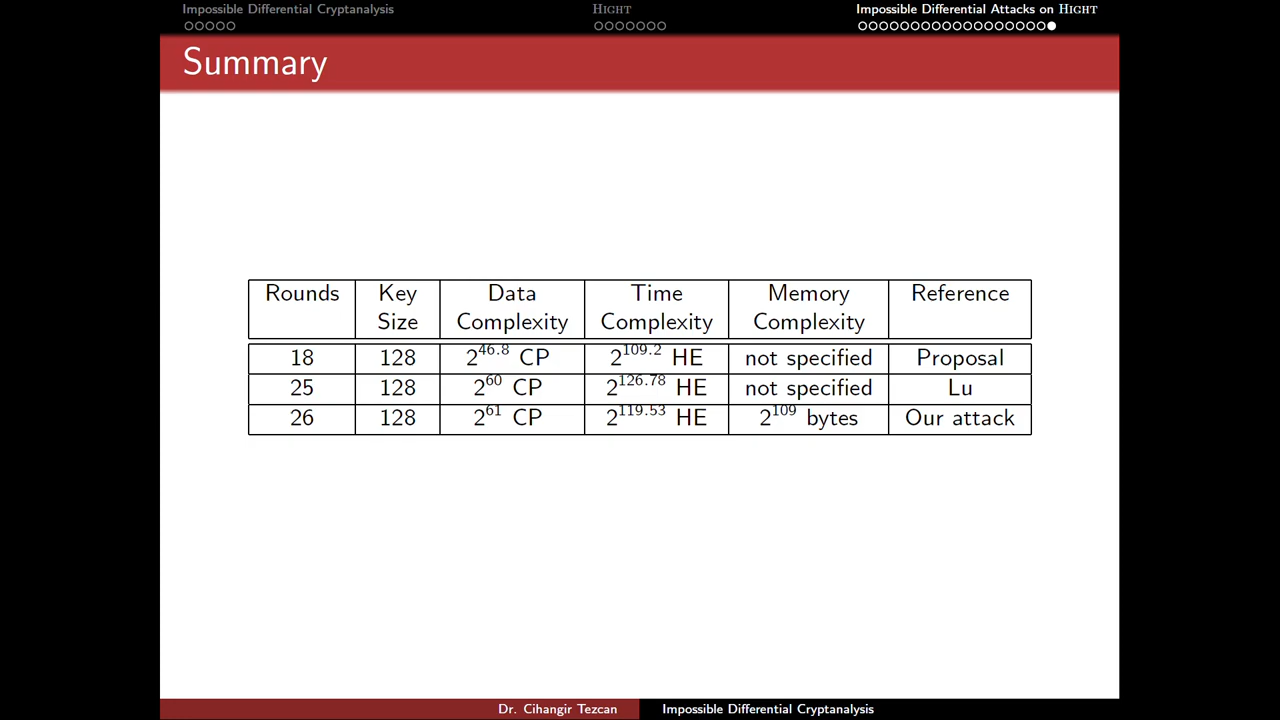 Impossible Differential Cryptanalysis HIGHT Impossible Differential Attacks on HIGHT
Summary
Rounds Key Size Data Complexity Time Complexity Memory Complexity Reference
18 128 2^46.8 CP 2^109.2 HE not specified Proposal
25 128 2^60 CP 2^126.78 HE not specified Lu
26 128 2^61 CP 2^119.53 HE 2^109 bytes Our attack
Dr. Cihangir Tezcan Impossible Differential Cryptanalysis